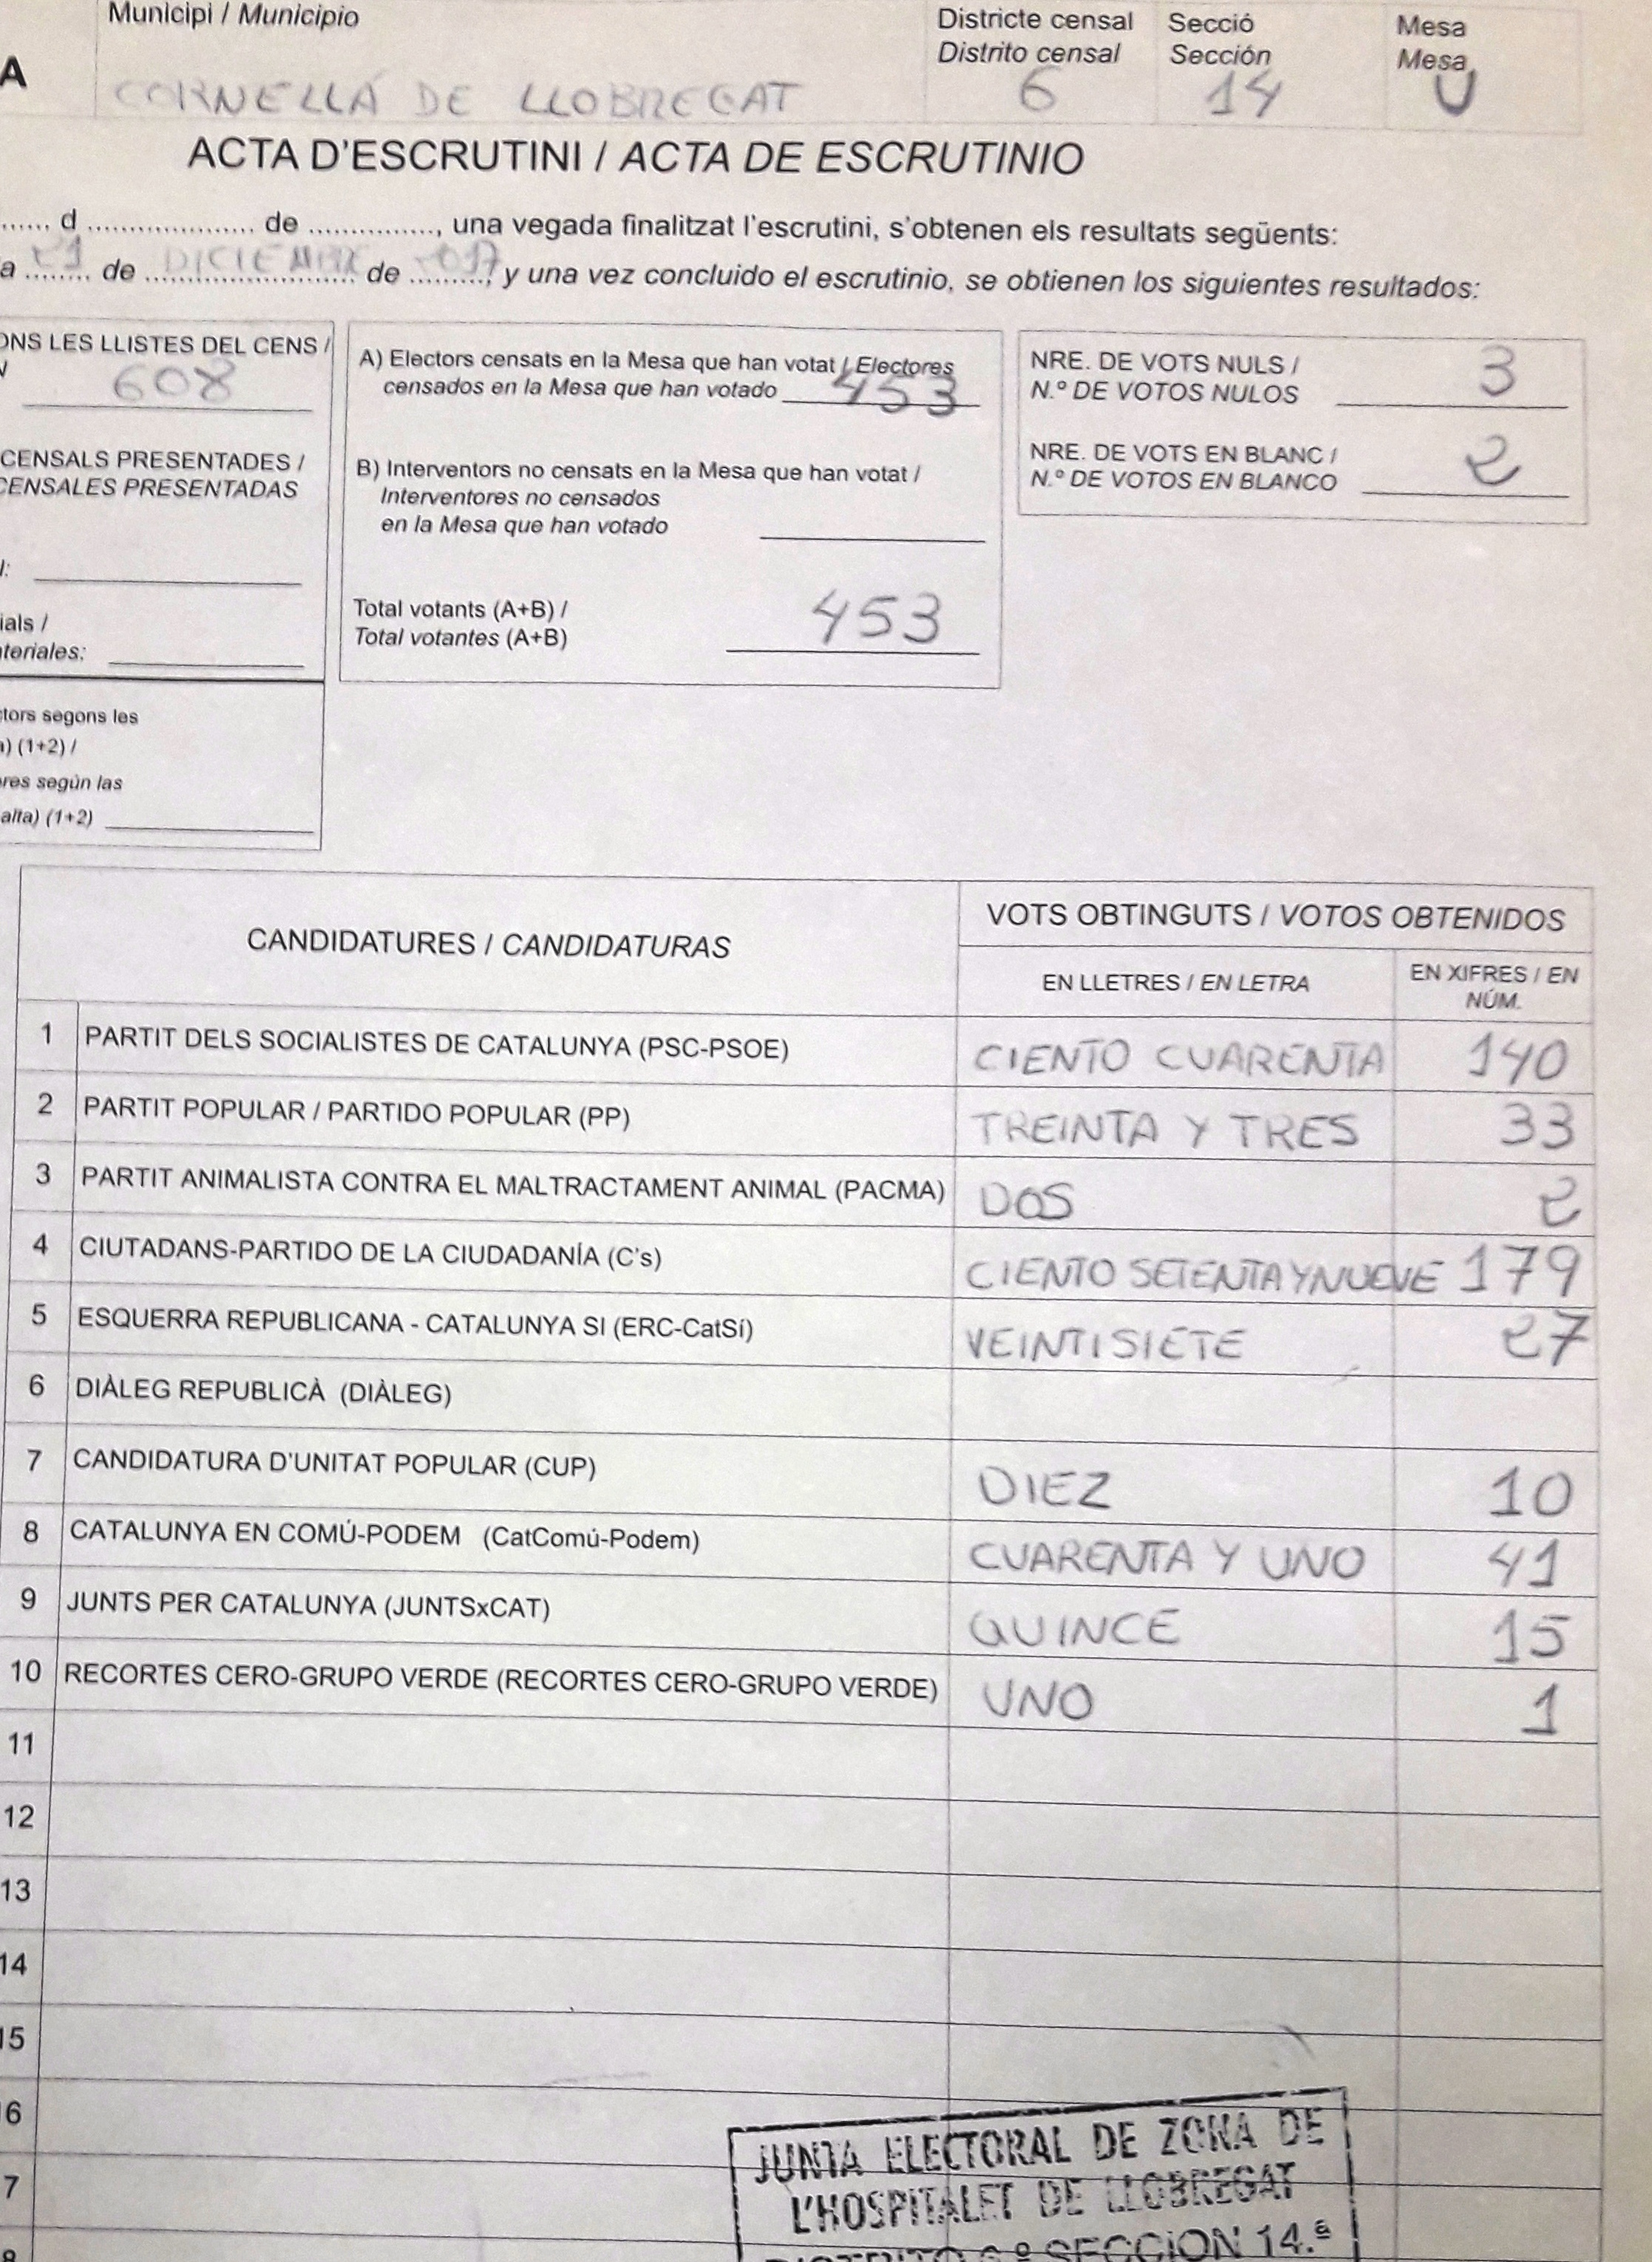 Municipi / Municipio
Districte censal Secció Mesa
Distrito censal Sección Mesa
A
CORNELLÁ DE LLOBREGAT 6 14 U
ACTA D'ESCRUTINI / ACTA DE ESCRUTINIO
...... d .................... de ..............., una vegada finalitzat l'escrutini, s'obtenen els resultats següents:
a 21 de DICIEMBRE de 2017, y una vez concluido el escrutinio, se obtienen los siguientes resultados:
ONS LES LLISTES DEL CENS /
608
CENSALS PRESENTADES /
CENSALES PRESENTADAS
ials /
ateriales:
ctors segons les
a) (1+2) /
ores según las
alta) (1+2)
A) Electors censats en la Mesa que han votat / Electores
censados en la Mesa que han votado 453
B) Interventors no censats en la Mesa que han votat /
Interventores no censados
en la Mesa que han votado
Total votants (A+B) /
Total votantes (A+B) 453
NRE. DE VOTS NULS /
N.º DE VOTOS NULOS 3
NRE. DE VOTS EN BLANC /
N.º DE VOTOS EN BLANCO 2
CANDIDATURES / CANDIDATURAS
VOTS OBTINGUTS / VOTOS OBTENIDOS
EN LLETRES / EN LETRA
EN XIFRES / EN
NÚM.
1 PARTIT DELS SOCIALISTES DE CATALUNYA (PSC-PSOE) CIENTO CUARENTA 140
2 PARTIT POPULAR / PARTIDO POPULAR (PP) TREINTA Y TRES 33
3 PARTIT ANIMALISTA CONTRA EL MALTRACTAMENT ANIMAL (PACMA) DOS 2
4 CIUTADANS-PARTIDO DE LA CIUDADANÍA (C's) CIENTO SETENTA Y NUEVE 179
5 ESQUERRA REPUBLICANA - CATALUNYA SI (ERC-CatSí) VEINTISIETE 27
6 DIÀLEG REPUBLICÀ (DIÀLEG)
7 CANDIDATURA D'UNITAT POPULAR (CUP) DIEZ 10
8 CATALUNYA EN COMÚ-PODEM (CatComú-Podem) CUARENTA Y UNO 41
9 JUNTS PER CATALUNYA (JUNTSxCAT) QUINCE 15
10 RECORTES CERO-GRUPO VERDE (RECORTES CERO-GRUPO VERDE) UNO 1
11
12
13
14
15
6
7
8
JUNTA ELECTORAL DE ZONA DE
L'HOSPITALET DE LLOBREGAT
DISTRITO 6.º SECCION 14.ª